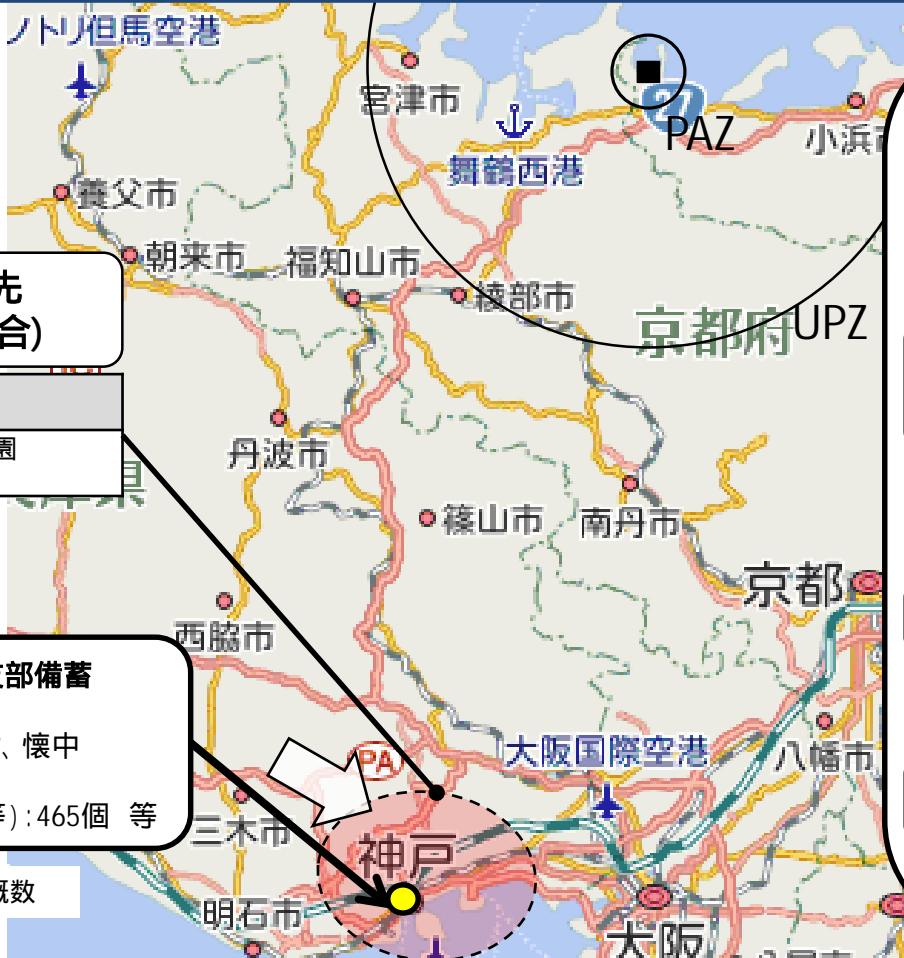 ノトリ但馬空港
宮津市
27
PAZ
小浜市
舞鶴西港
養父市
朝来市
福知山市
綾部市
京都府
UPZ
先
合)
園
丹波市
篠山市
南丹市
京都
西脇市
部備蓄
、懐中
等):465個 等
PA
大阪国際空港
八幡市
三木市
神戸
概数
明石市
大阪